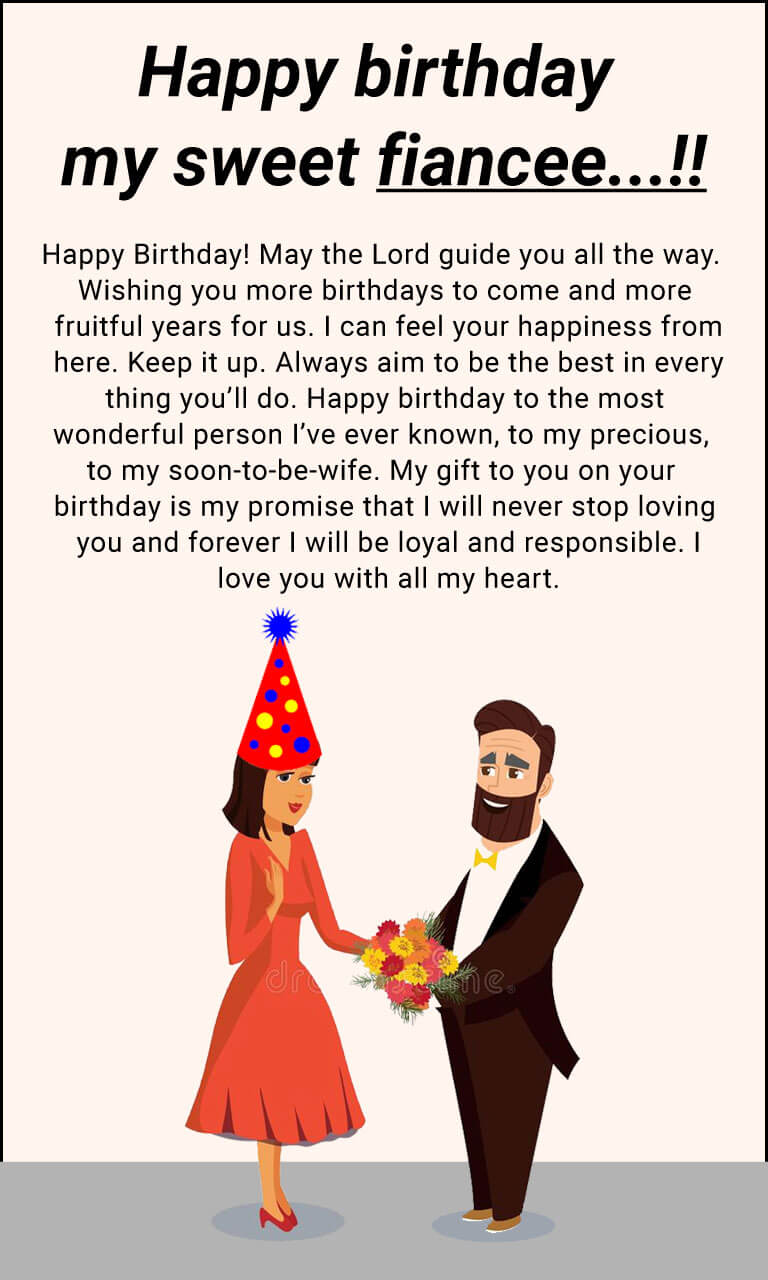 Happy birthday
my sweet fiancee...!!
Happy Birthday! May the Lord guide you all the way.
Wishing you more birthdays to come and more
fruitful years for us. I can feel your happiness from
here. Keep it up. Always aim to be the best in every
thing you’ll do. Happy birthday to the most
wonderful person I’ve ever known, to my precious,
to my soon-to-be-wife. My gift to you on your
birthday is my promise that I will never stop loving
you and forever I will be loyal and responsible. I
love you with all my heart.